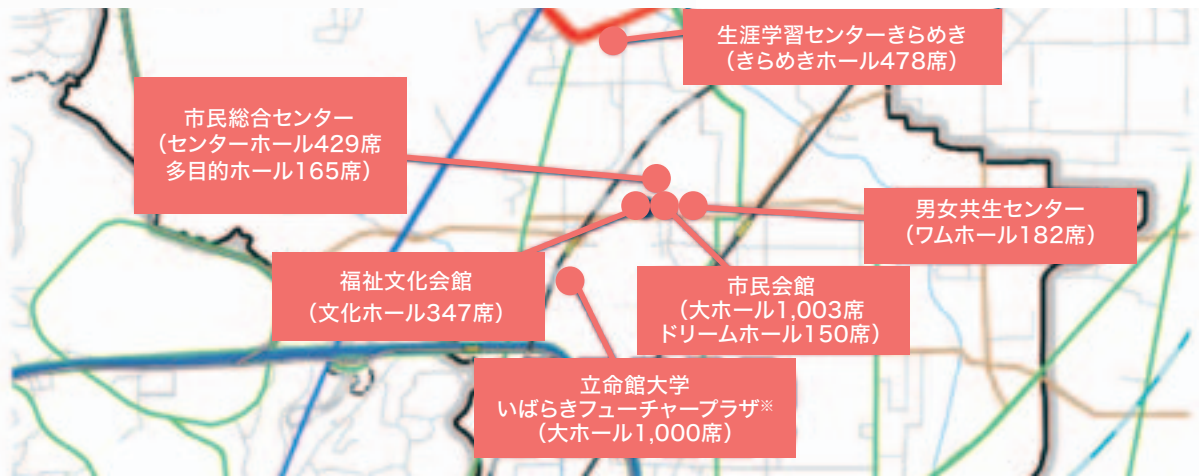 生涯学習センターきらめき
（きらめきホール478席）
市民総合センター
（センターホール429席
多目的ホール165席）
男女共生センター
（ワムホール182席）
福祉文化会館
（文化ホール347席）
市民会館
（大ホール1,003席
ドリームホール150席）
立命館大学
いばらきフューチャープラザ※
（大ホール1,000席）